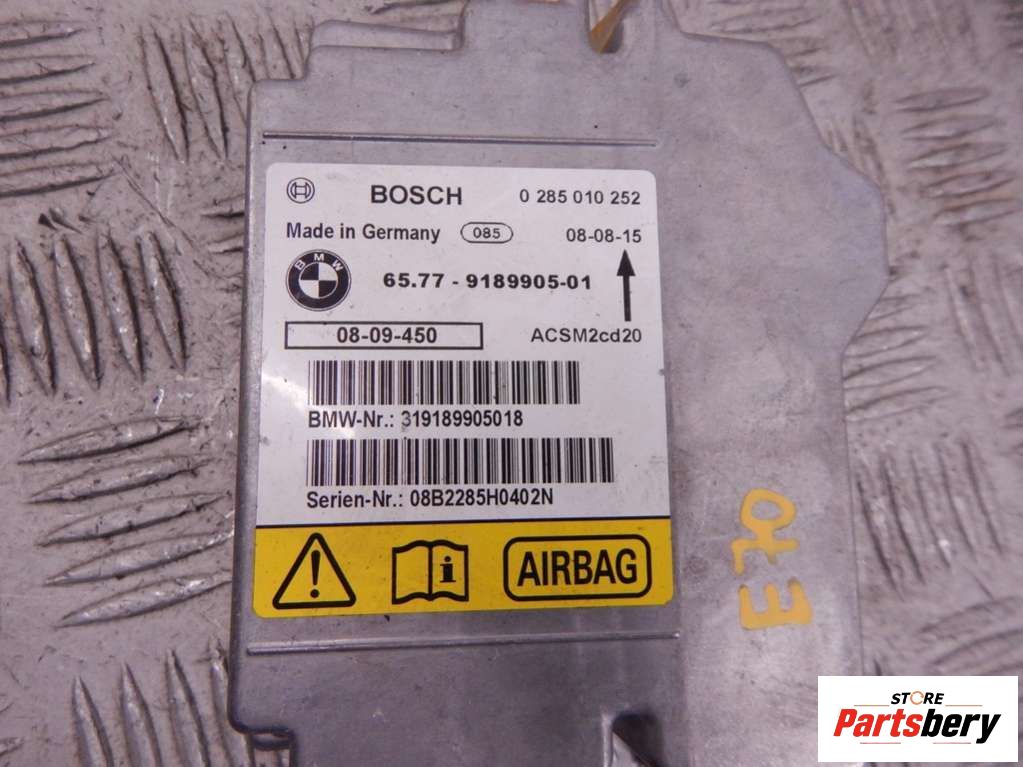 BOSCH 0 285 010 252
Made in Germany 085 08-08-15
BMW
65.77 - 9189905-01
08-09-450 ACSM2cd20
BMW-Nr.: 319189905018
Serien-Nr.: 08B2285H0402N
i AIRBAG
E70
STORE
Partsbery